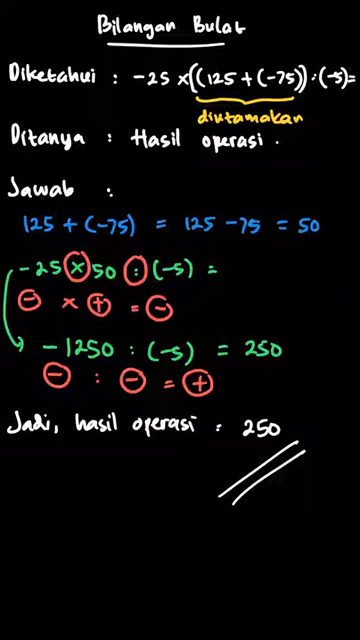 Bilangan Bulat
Diketahui : -25 x ((125 + (-75)) : (-5) =
diutamakan
Ditanya : Hasil operasi .
Jawab :
125 + (-75) = 125 - 75 = 50
-25 x 50 : (-5) =
- x + = -
-1250 : (-5) = 250
- : - = +
Jadi, hasil operasi : 250